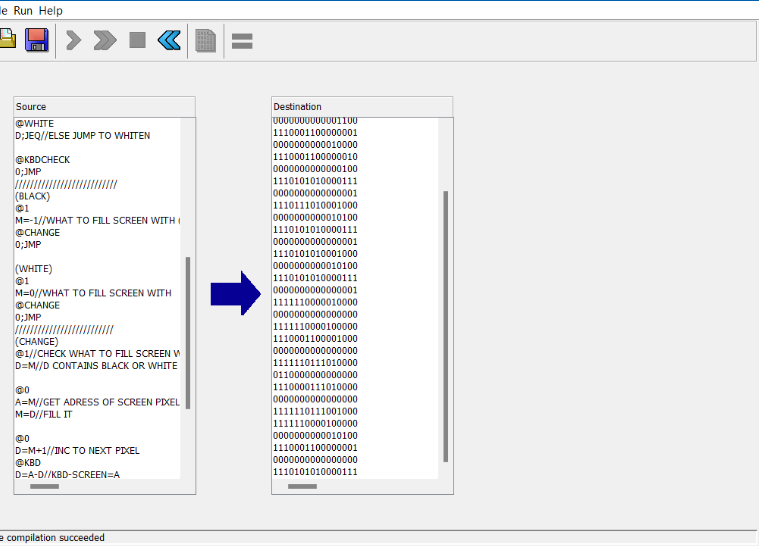 le Run Help
Source
@WHITE
D;JEQ//ELSE JUMP TO WHITEN
@KBDCHECK
0;JMP
///////////////////////////
(BLACK)
@1
M=-1//WHAT TO FILL SCREEN WITH (
@CHANGE
0;JMP
(WHITE)
@1
M=0//WHAT TO FILL SCREEN WITH
@CHANGE
0;JMP
//////////////////////////
(CHANGE)
@1//CHECK WHAT TO FILL SCREEN W
D=M//D CONTAINS BLACK OR WHITE
@0
A=M//GET ADRESS OF SCREEN PIXEL
M=D//FILL IT
@0
D=M+1//INC TO NEXT PIXEL
@KBD
D=A-D//KBD-SCREEN=A
Destination
0000000000001100
1110001100000001
0000000000010000
1110001100000010
0000000000000100
1110101010000111
0000000000000001
1110111010001000
0000000000010100
1110101010000111
0000000000000001
1110101010001000
0000000000010100
1110101010000111
0000000000000001
1111110000010000
0000000000000000
1111110000100000
1110001100001000
0000000000000000
1111110111010000
0110000000000000
1110000111010000
0000000000000000
1111110111001000
1111110000100000
0000000000010100
1110001100000001
0000000000000000
1110101010000111
e compilation succeeded